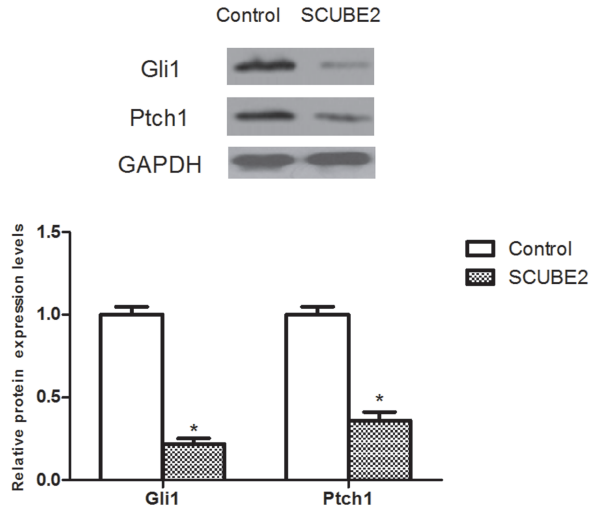 Control SCUBE2
Gli1
Ptch1
GAPDH
Relative protein expression levels
1.5
1.0
0.5
0.0
*
*
Gli1 Ptch1
Control
SCUBE2